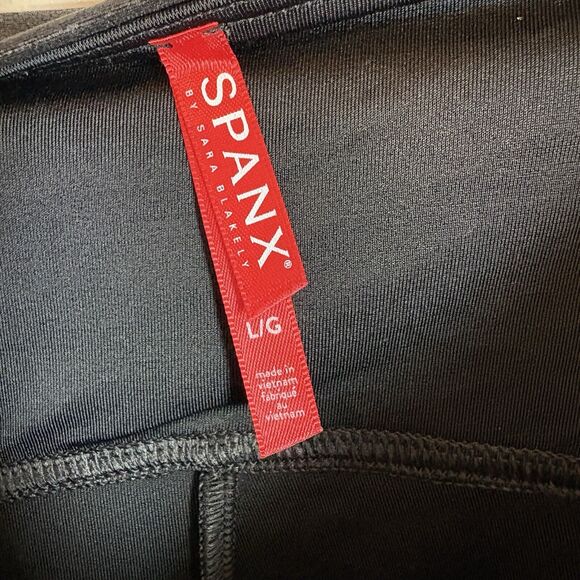 SPANX®
BY SARA BLAKELY
L/G
made in
vietnam
fabriqué
au
vietnam